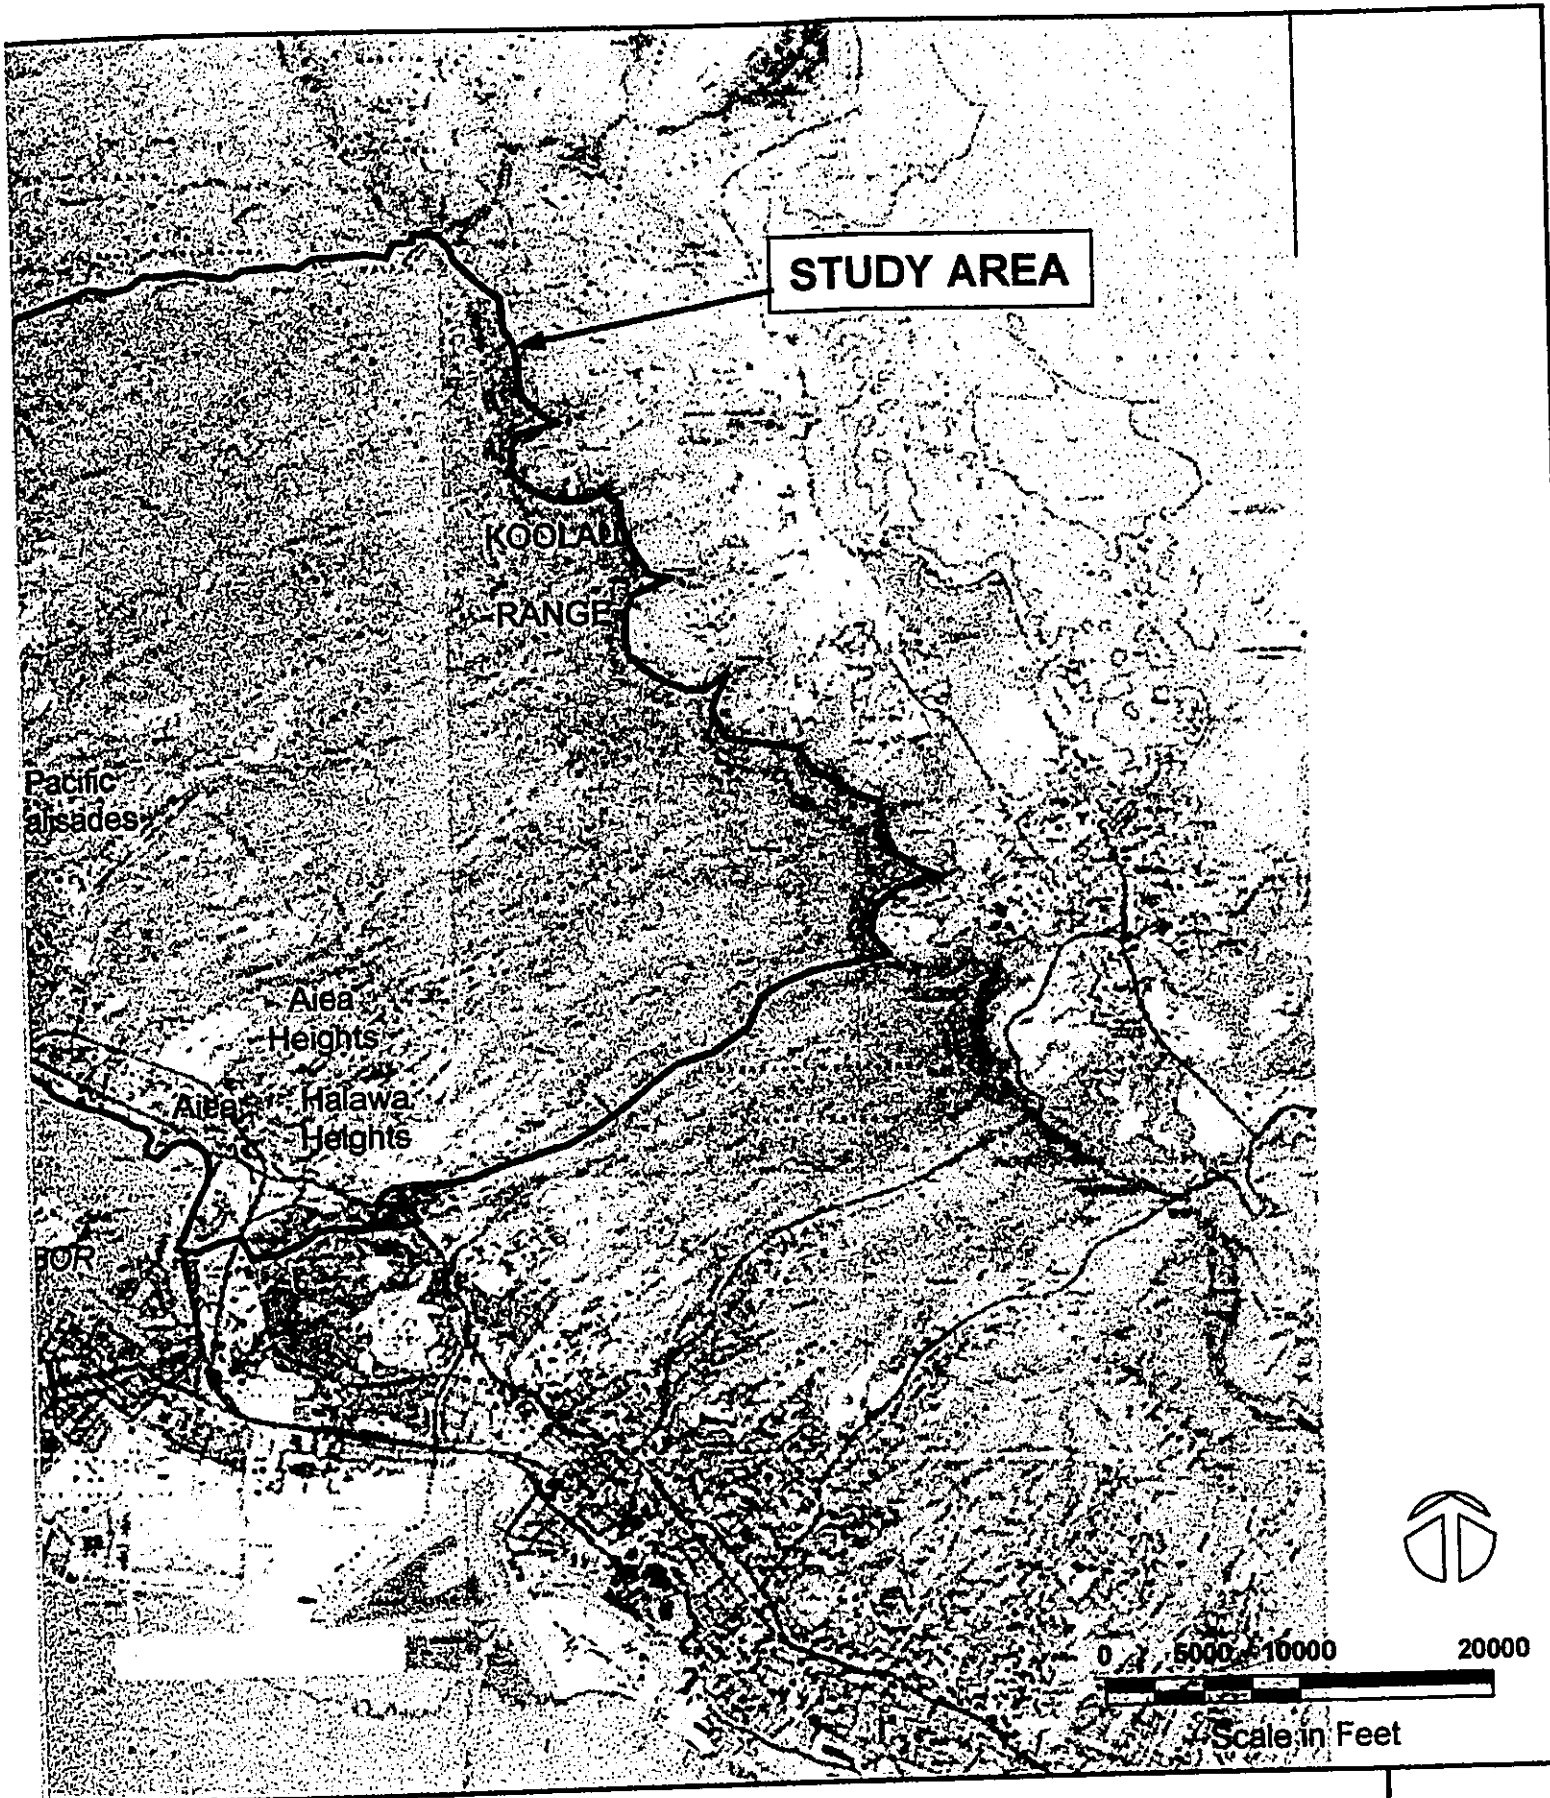 STUDY AREA
KOOLAU
RANGE
Pacific
alisades
Aiea
Heights
Aiea
Halawa
Heights
BOR
0 5000 10000 20000
Scale in Feet